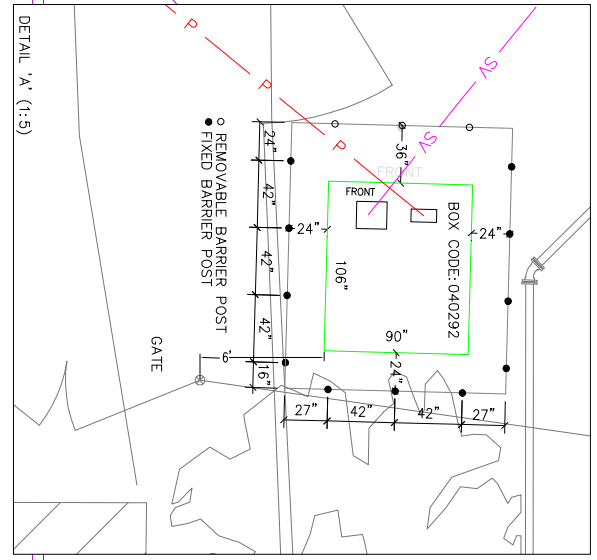 DETAIL 'A' (1:5)
○ REMOVABLE BARRIER POST
● FIXED BARRIER POST
GATE
BOX CODE:040292
FRONT
FRONT
P
P
P
P
SV
SV
36"
24"
24"
106"
90"
24"
24"
42"
42"
42"
16"
6'
27"
42"
42"
27"